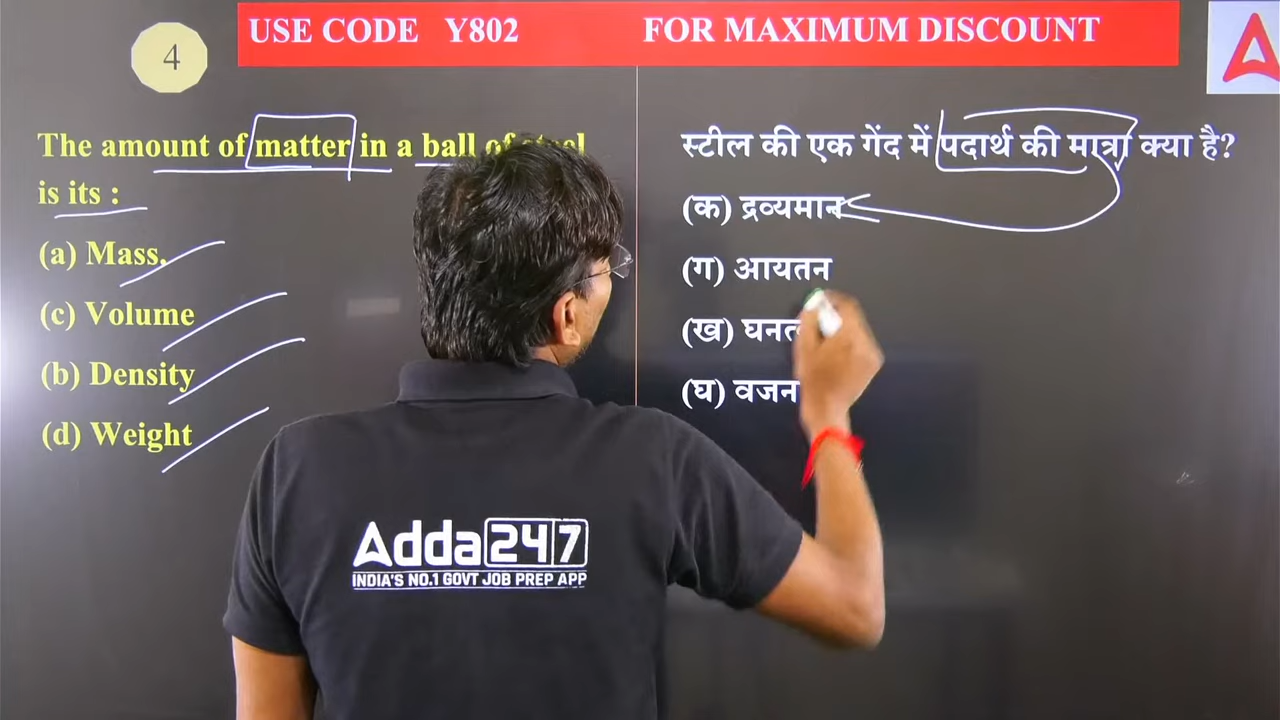 USE CODE Y802 FOR MAXIMUM DISCOUNT
4
The amount of matter in a ball of steel
is its :
(a) Mass.
(c) Volume
(b) Density
(d) Weight
स्टील की एक गेंद में पदार्थ की मात्रा क्या है?
(क) द्रव्यमान
(ग) आयतन
(ख)
(घ) वजन
Adda247
INDIA'S NO.1 GOVT JOB PREP APP